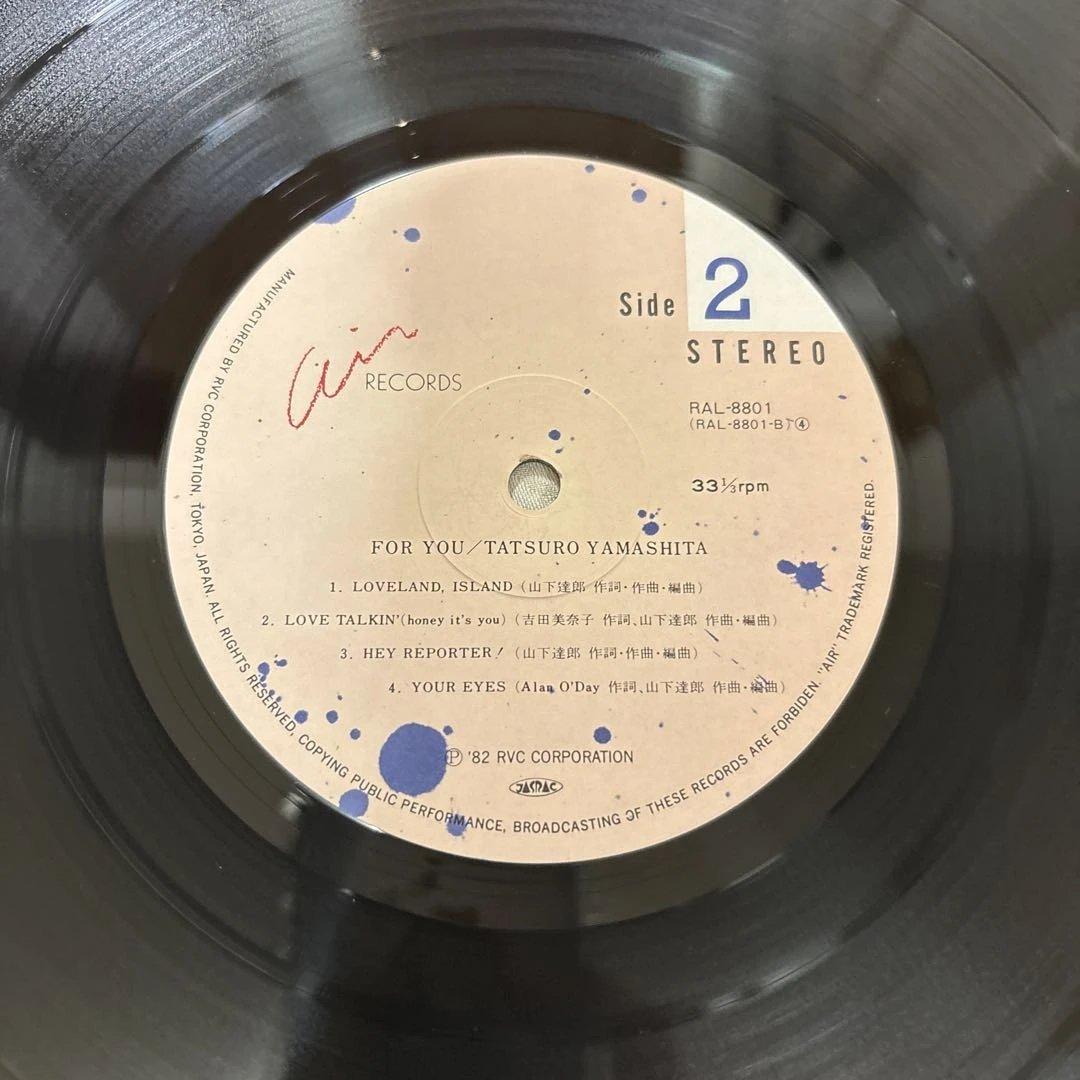 air
RECORDS
Side 2
STEREO
RAL-8801
(RAL-8801-B) ④
33 1/3 rpm
FOR YOU／TATSURO YAMASHITA
1. LOVELAND, ISLAND (山下達郎 作詞・作曲・編曲)
2. LOVE TALKIN' (honey it's you) (吉田美奈子 作詞、山下達郎 作曲・編曲)
3. HEY REPORTER! (山下達郎 作詞・作曲・編曲)
4. YOUR EYES (Alan O'Day 作詞、山下達郎 作曲・編曲)
Ⓟ '82 RVC CORPORATION
JASRAC
MANUFACTURED BY RVC CORPORATION, TOKYO, JAPAN. ALL RIGHTS RESERVED, COPYING PUBLIC PERFORMANCE, BROADCASTING OF THESE RECORDS ARE FORBIDEN. "AIR" TRADEMARK REGISTERED.